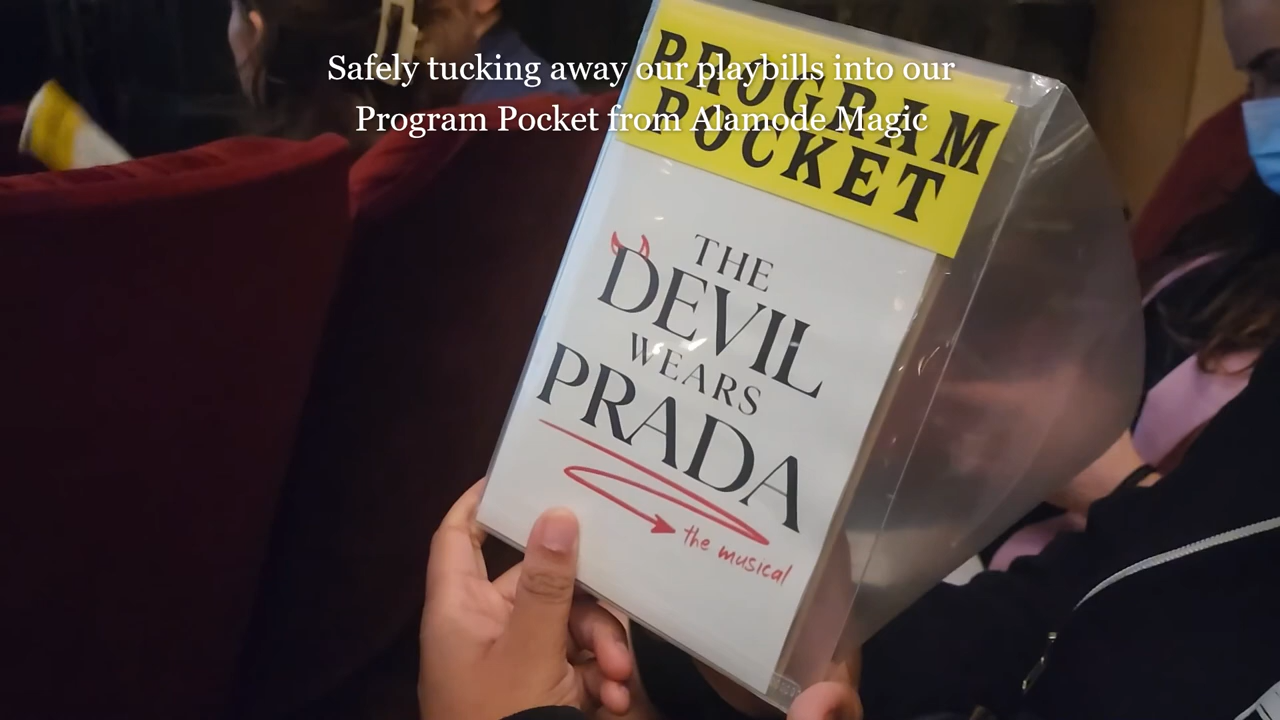 Safely tucking away our playbills into our
Program Pocket from Alamode Magic
PROGRAM
POCKET
THE
DEVIL
WEARS
PRADA
the musical